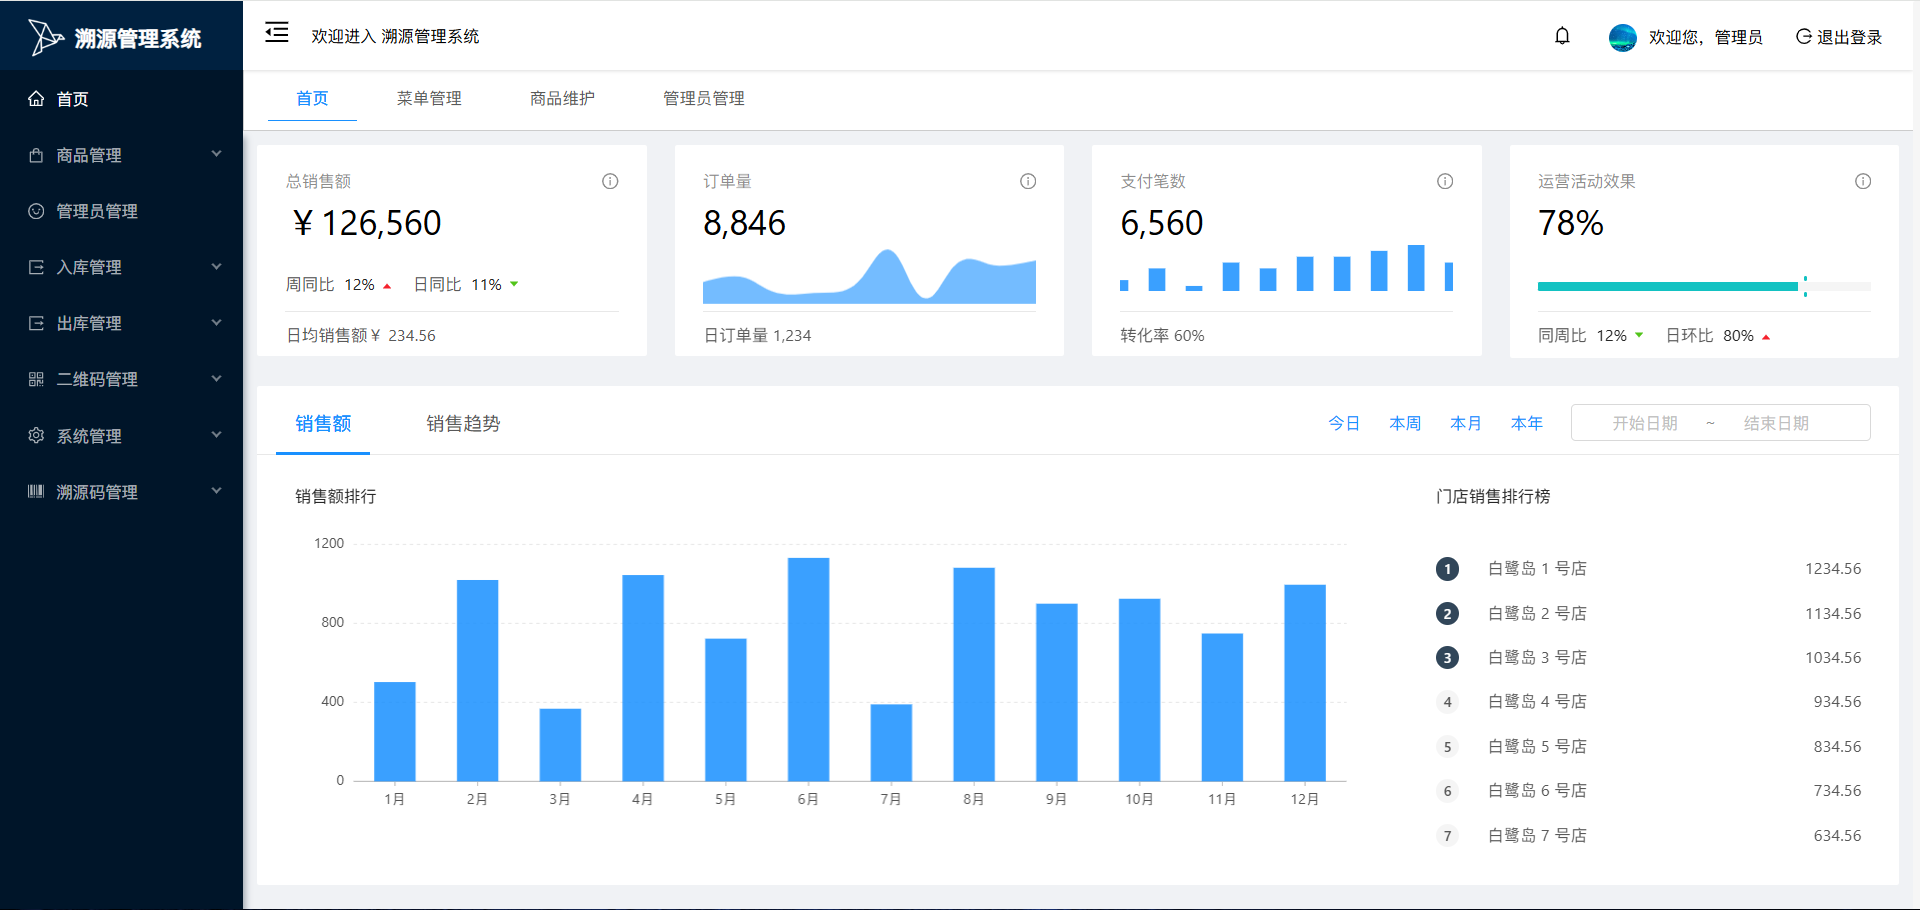 溯源管理系统
欢迎进入 溯源管理系统
欢迎您，管理员
退出登录
首页
商品管理
管理员管理
入库管理
出库管理
二维码管理
系统管理
溯源码管理
首页 菜单管理 商品维护 管理员管理
总销售额
¥ 126,560
周同比 12% 日同比 11%
日均销售额¥ 234.56
订单量
8,846
日订单量 1,234
支付笔数
6,560
转化率 60%
运营活动效果
78%
同周比 12% 日环比 80%
销售额 销售趋势
今日 本周 本月 本年 开始日期 ~ 结束日期
销售额排行
1200
800
400
0
1月 2月 3月 4月 5月 6月 7月 8月 9月 10月 11月 12月
门店销售排行榜
1 白鹭岛 1 号店 1234.56
2 白鹭岛 2 号店 1134.56
3 白鹭岛 3 号店 1034.56
4 白鹭岛 4 号店 934.56
5 白鹭岛 5 号店 834.56
6 白鹭岛 6 号店 734.56
7 白鹭岛 7 号店 634.56